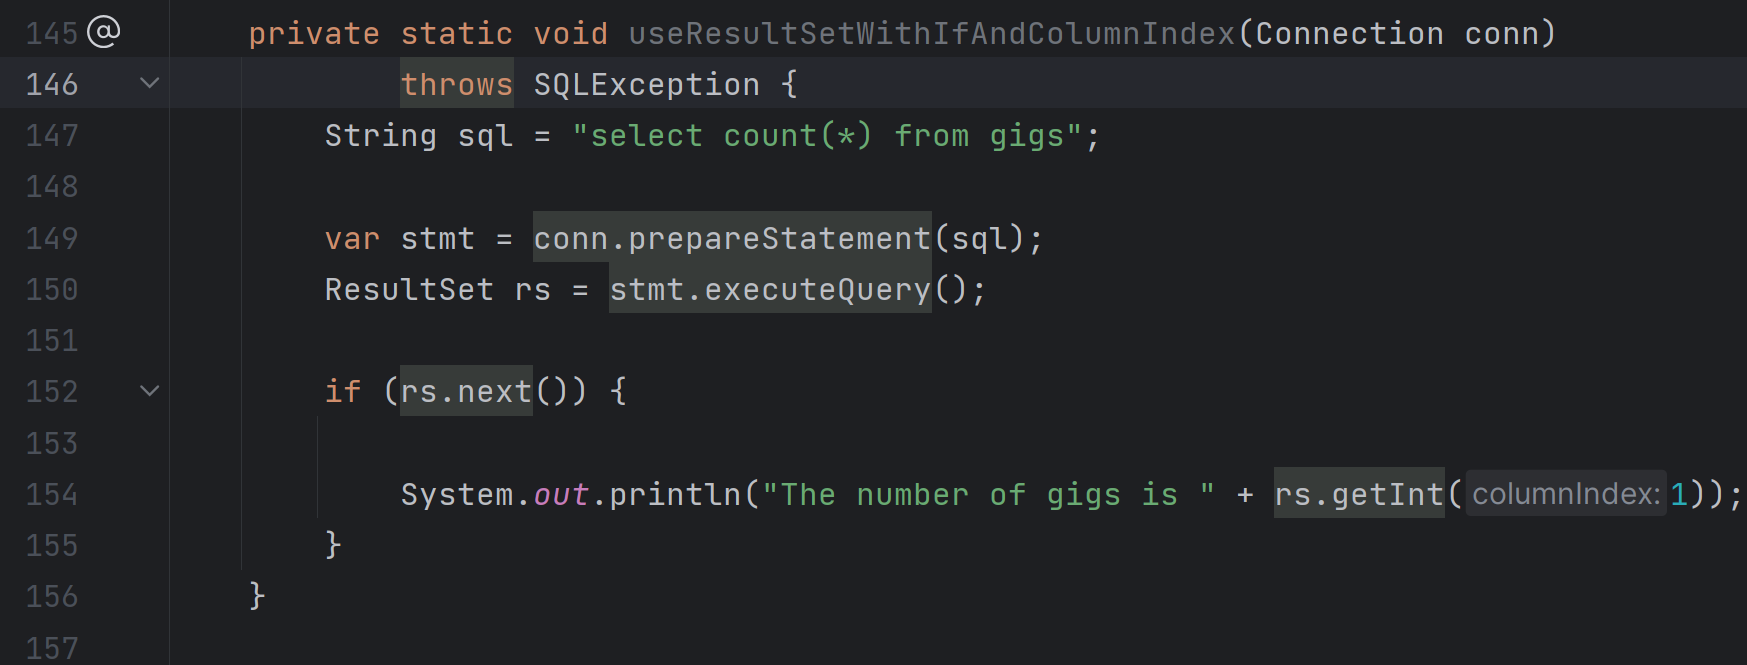 145 @ private static void useResultSetWithIfAndColumnIndex(Connection conn)
146 throws SQLException {
147 String sql = "select count(*) from gigs";
148
149 var stmt = conn.prepareStatement(sql);
150 ResultSet rs = stmt.executeQuery();
151
152 if (rs.next()) {
153
154 System.out.println("The number of gigs is " + rs.getInt( columnIndex: 1));
155 }
156 }
157